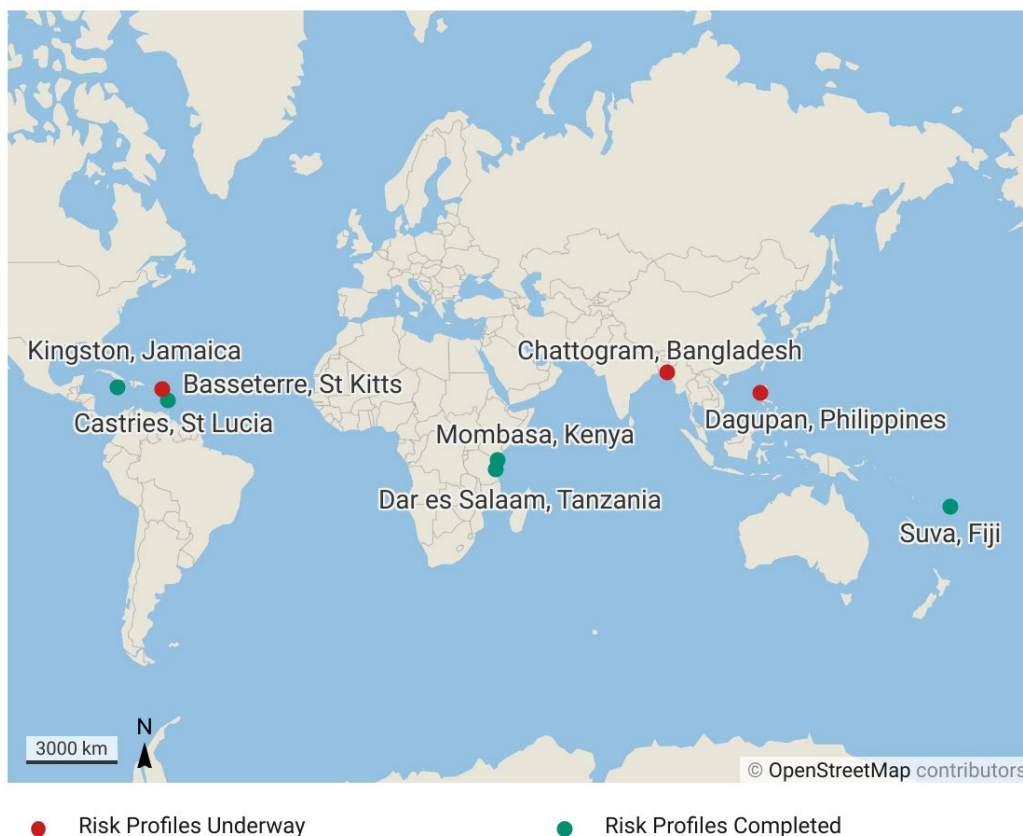 Kingston, Jamaica
Chattogram, Bangladesh
Basseterre, St Kitts
Castries, St Lucia
Dagupan, Philippines
Mombasa, Kenya
Dar es Salaam, Tanzania
Suva, Fiji
N
3000 km
© OpenStreetMap contributors
Risk Profiles Underway
Risk Profiles Completed